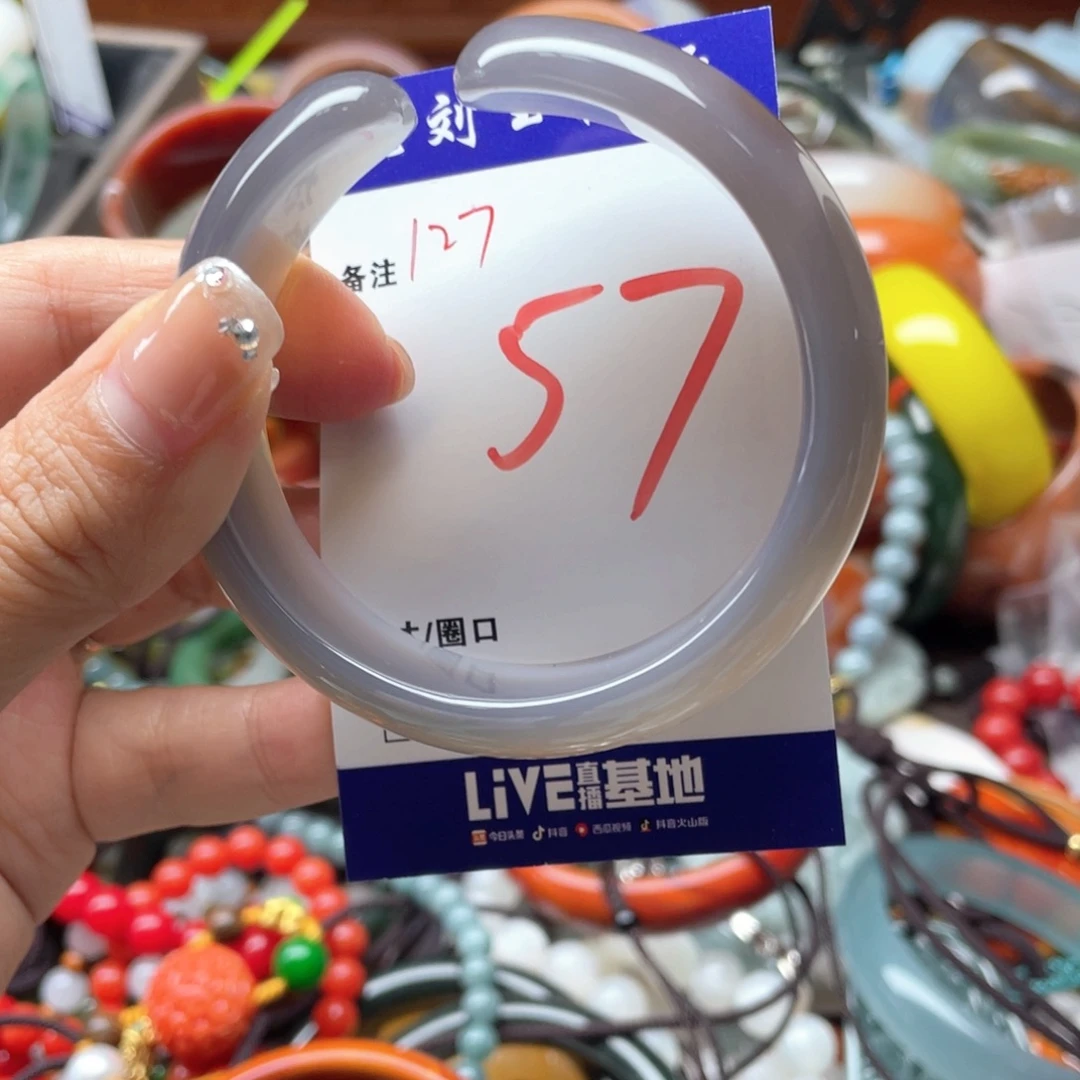 刻
备注 127
57
/圈口
LiVE直播基地
今日头条 抖音 西瓜视频 抖音火山版